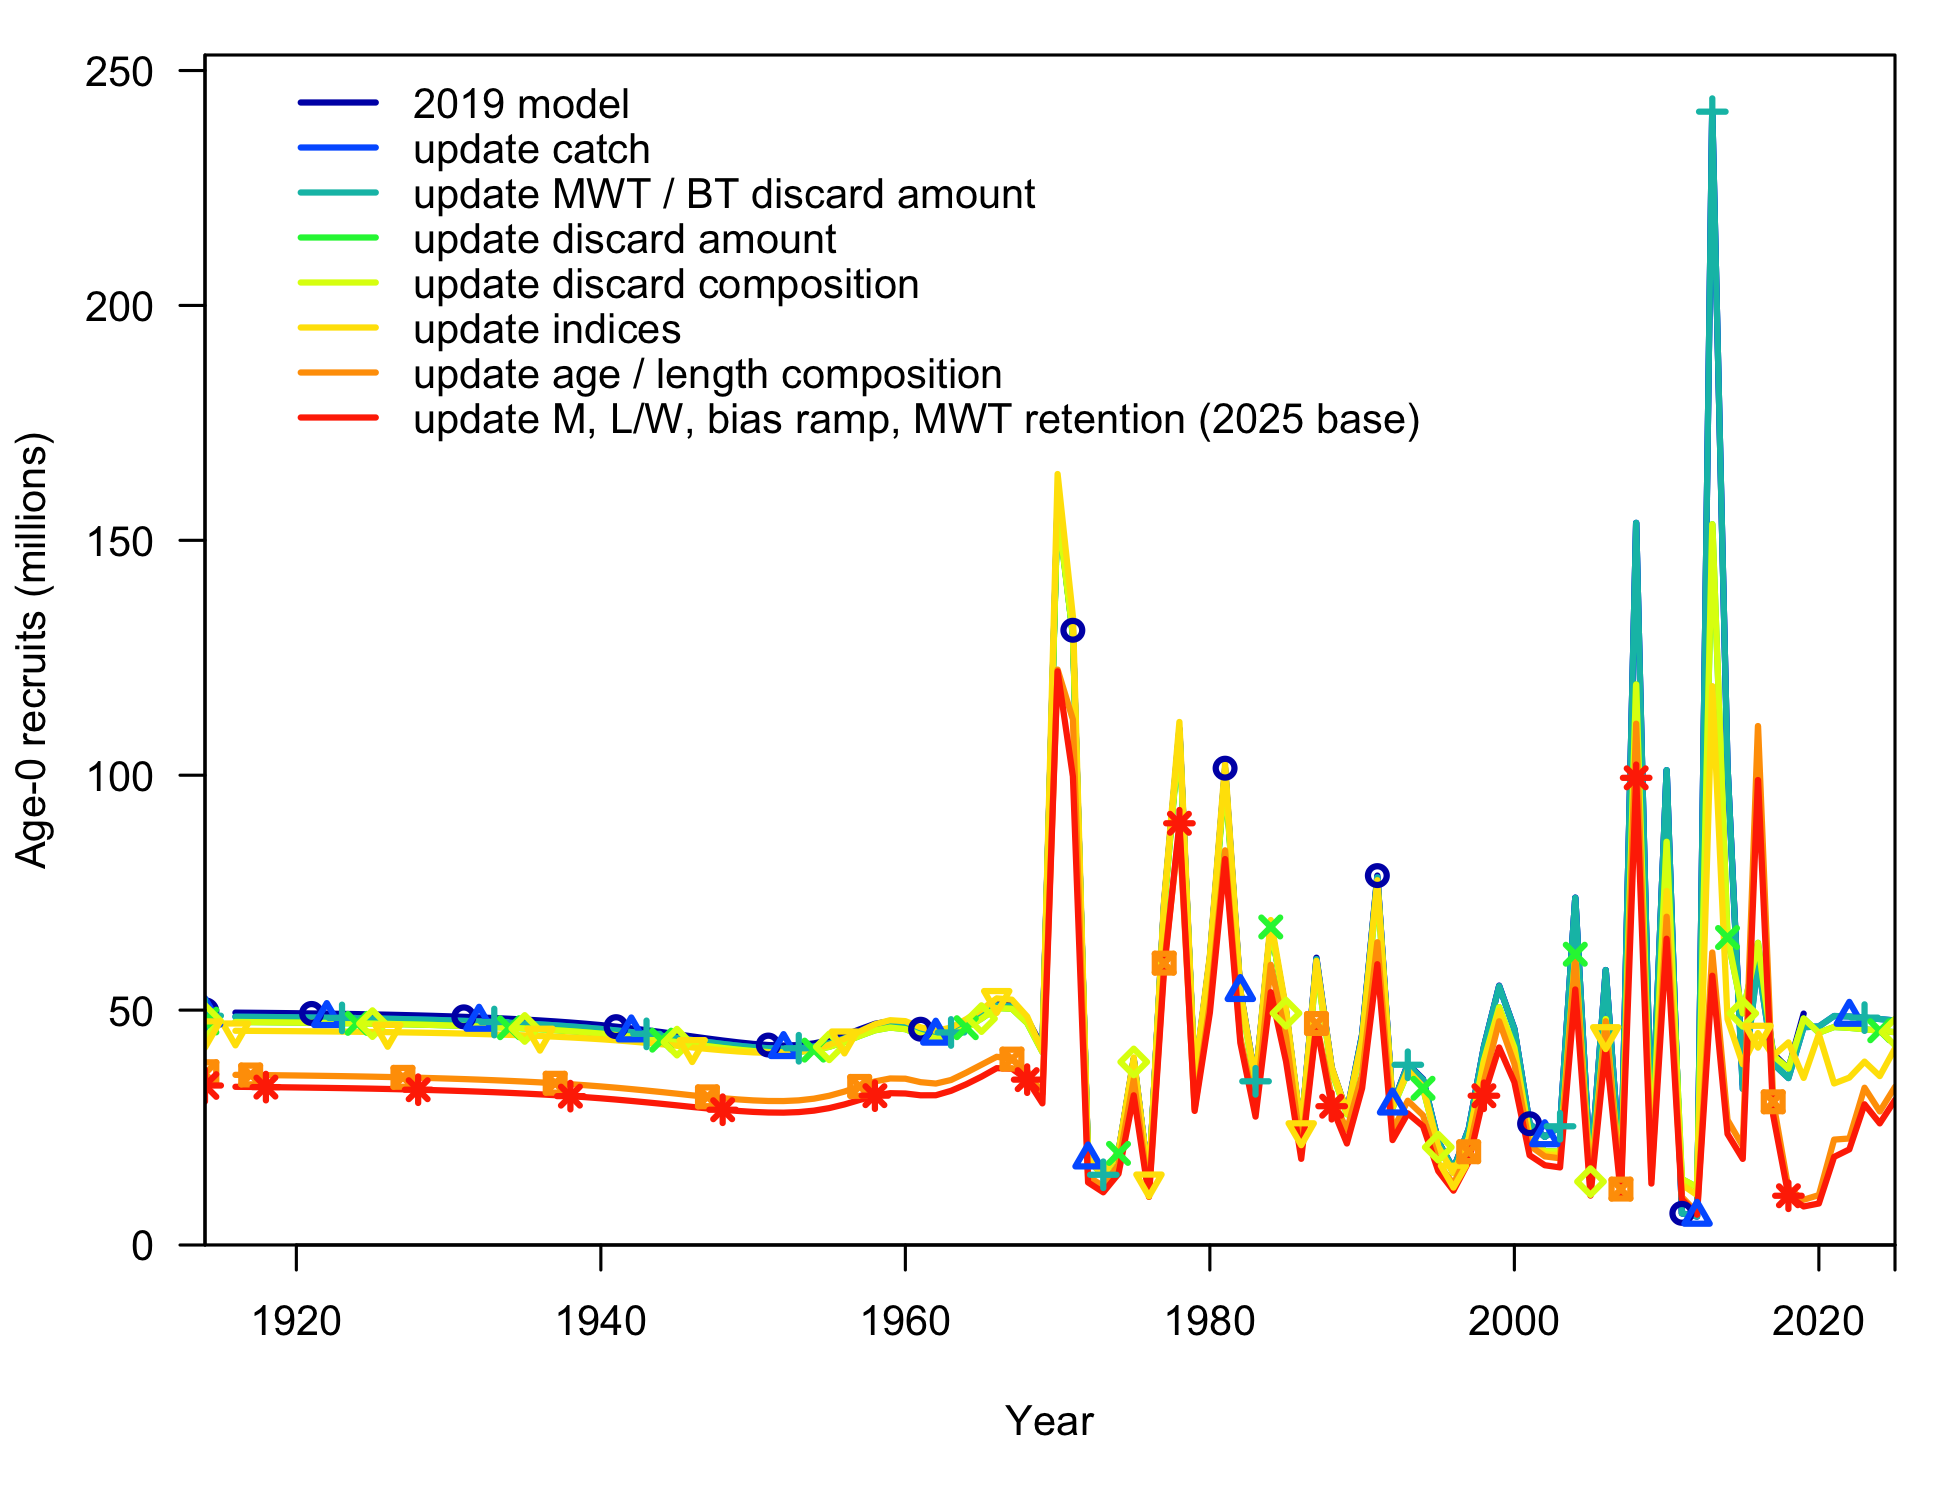 250
200
150
100
50
0
Age-0 recruits (millions)
2019 model
update catch
update MWT / BT discard amount
update discard amount
update discard composition
update indices
update age / length composition
update M, L/W, bias ramp, MWT retention (2025 base)
1920 1940 1960 1980 2000 2020
Year